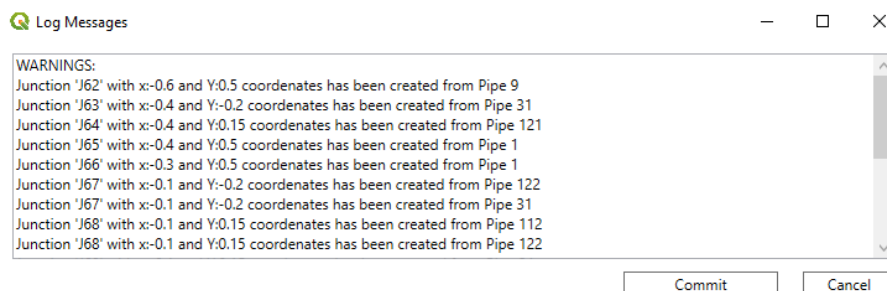 Log Messages
WARNINGS:
Junction 'J62' with x:-0.6 and Y:0.5 coordenates has been created from Pipe 9
Junction 'J63' with x:-0.4 and Y:-0.2 coordenates has been created from Pipe 31
Junction 'J64' with x:-0.4 and Y:0.15 coordenates has been created from Pipe 121
Junction 'J65' with x:-0.4 and Y:0.5 coordenates has been created from Pipe 1
Junction 'J66' with x:-0.3 and Y:0.5 coordenates has been created from Pipe 1
Junction 'J67' with x:-0.1 and Y:-0.2 coordenates has been created from Pipe 122
Junction 'J67' with x:-0.1 and Y:-0.2 coordenates has been created from Pipe 31
Junction 'J68' with x:-0.1 and Y:0.15 coordenates has been created from Pipe 112
Junction 'J68' with x:-0.1 and Y:0.15 coordenates has been created from Pipe 122
Commit Cancel